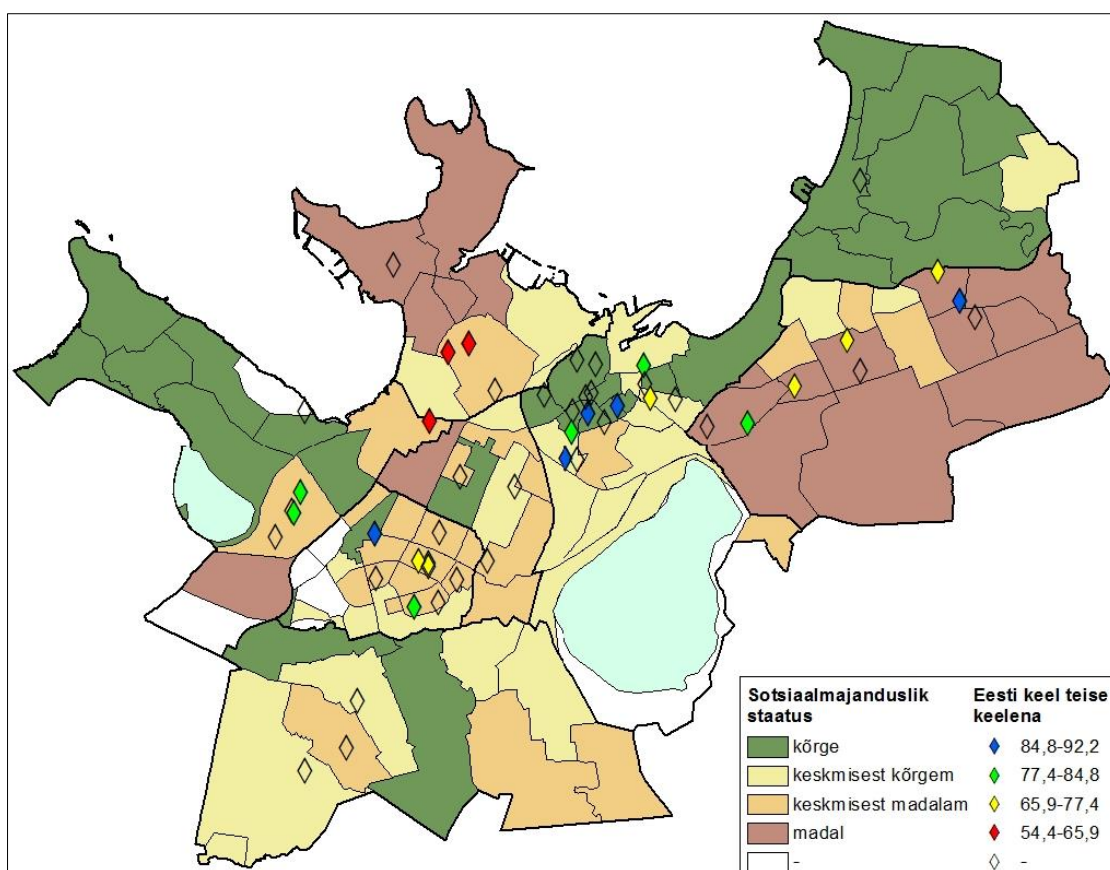 Sotsiaalmajanduslik
staatus
kõrge
keskmisest kõrgem
keskmisest madalam
madal
-
Eesti keel teise
keelena
84,8-92,2
77,4-84,8
65,9-77,4
54,4-65,9
-